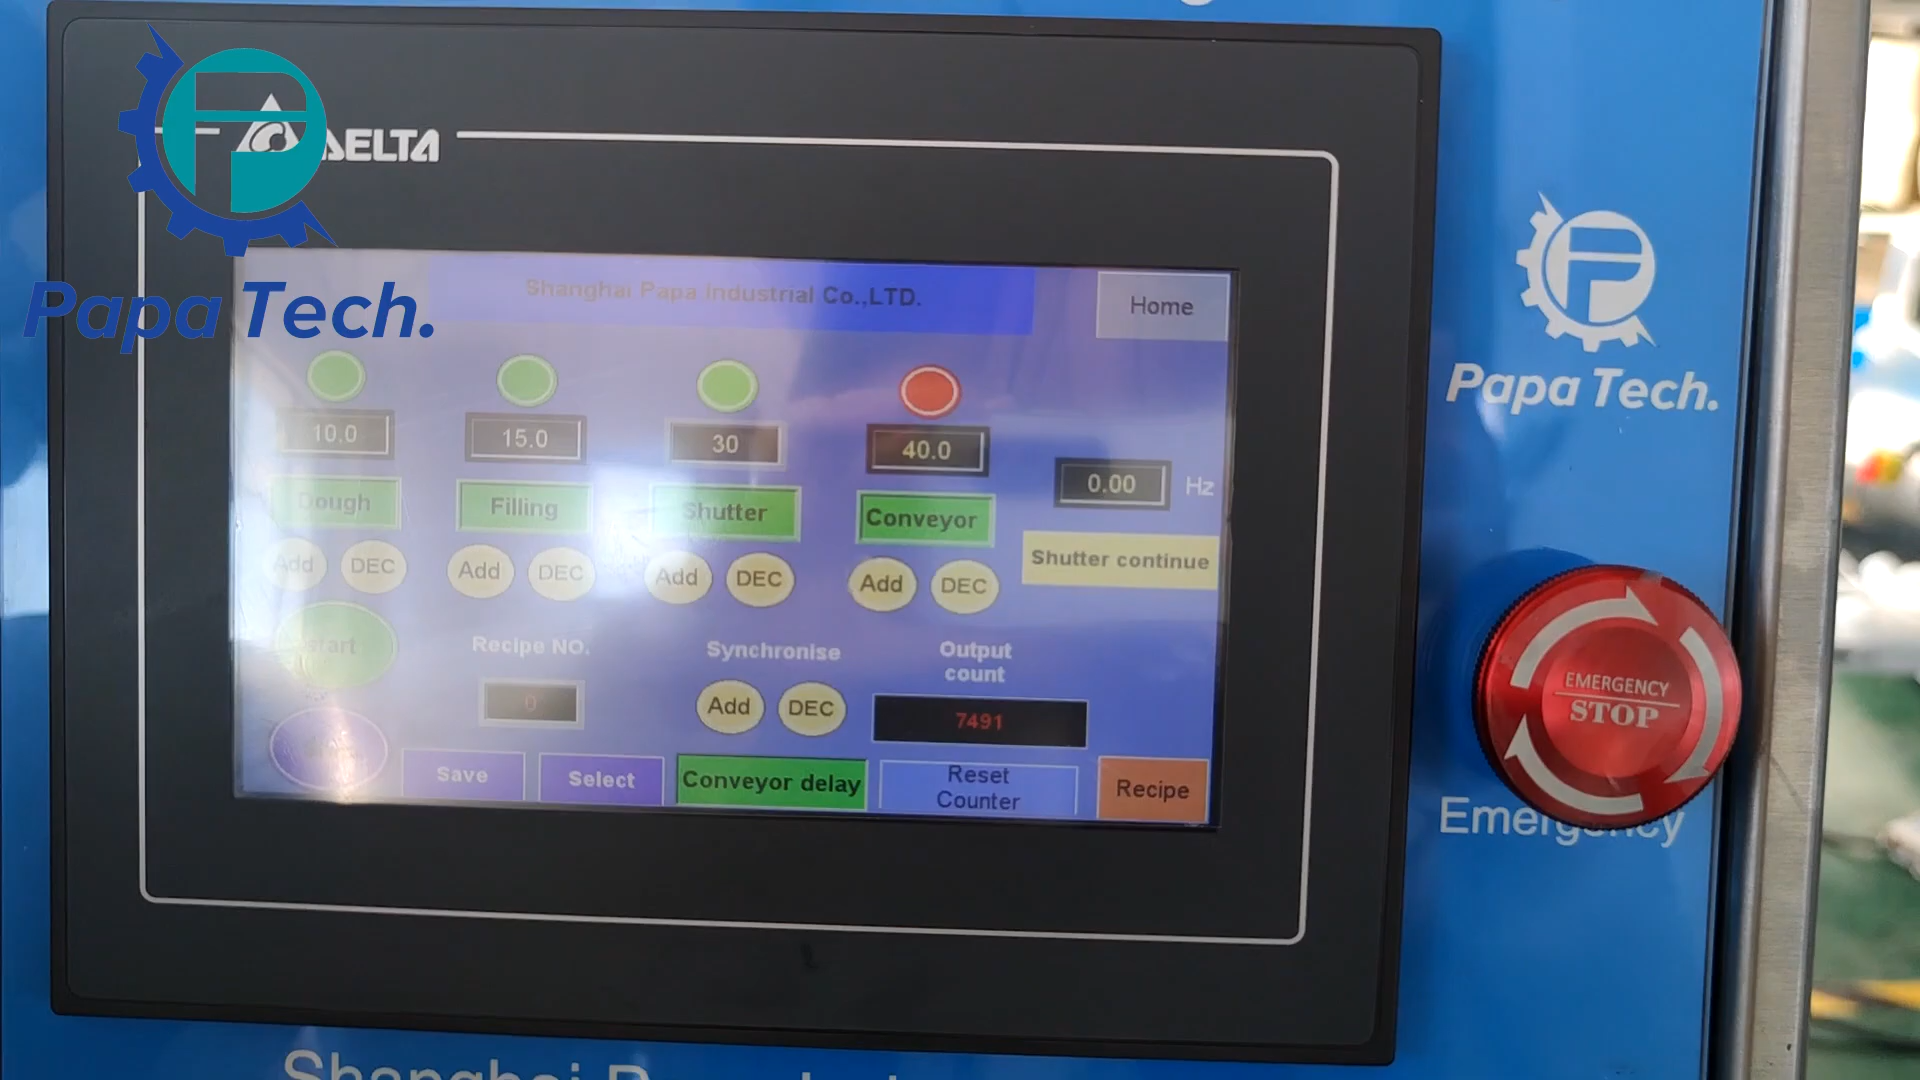 DELTA
Papa Tech.
Shanghai Papa Industrial Co.,LTD.
Home
Papa Tech.
10.0
15.0
30
40.0
0.00 Hz
Dough
Filling
Shutter
Conveyor
Shutter continue
Add DEC
Add DEC
Add DEC
Add DEC
start
Recipe NO.
Synchronise
Output
count
0
Add DEC
7491
Save
Select
Conveyor delay
Reset
Counter
Recipe
EMERGENCY
STOP
Emergency
Shanghai